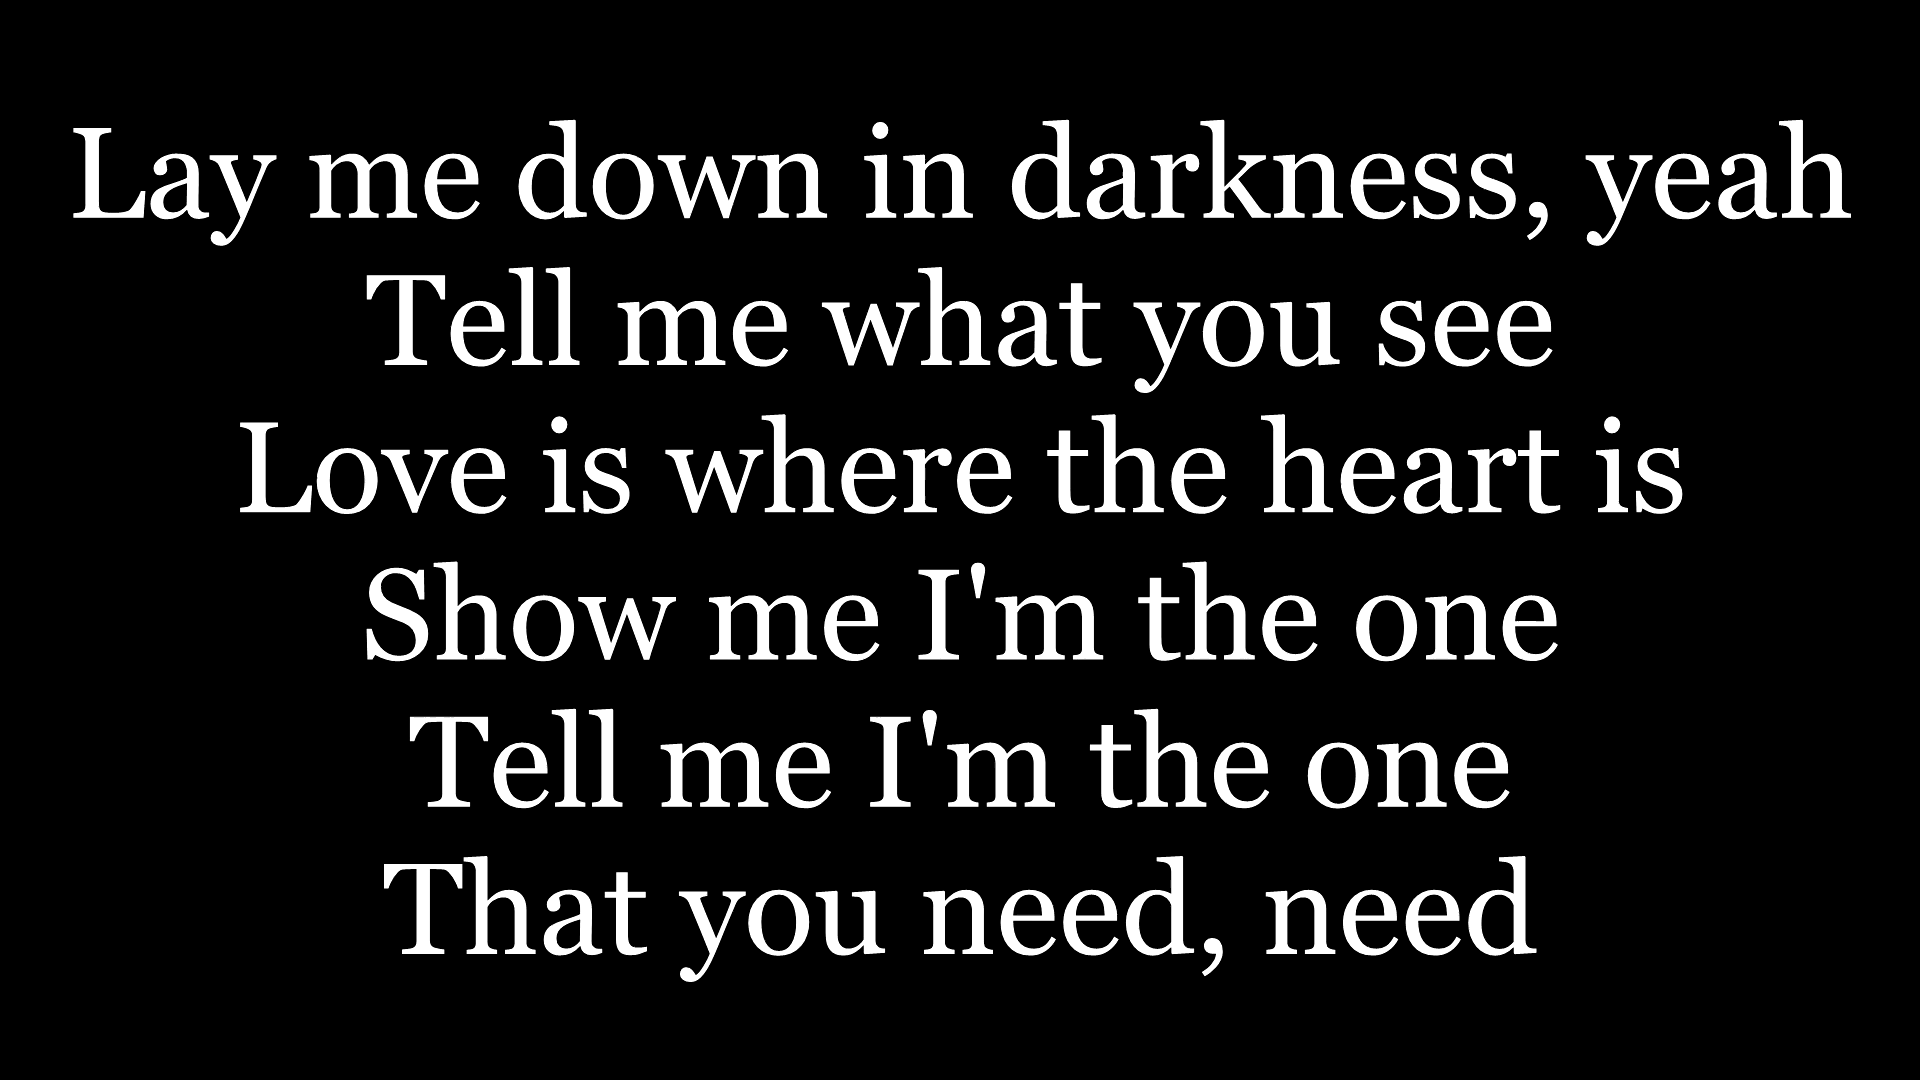 Lay me down in darkness, yeah
Tell me what you see
Love is where the heart is
Show me I'm the one
Tell me I'm the one
That you need, need